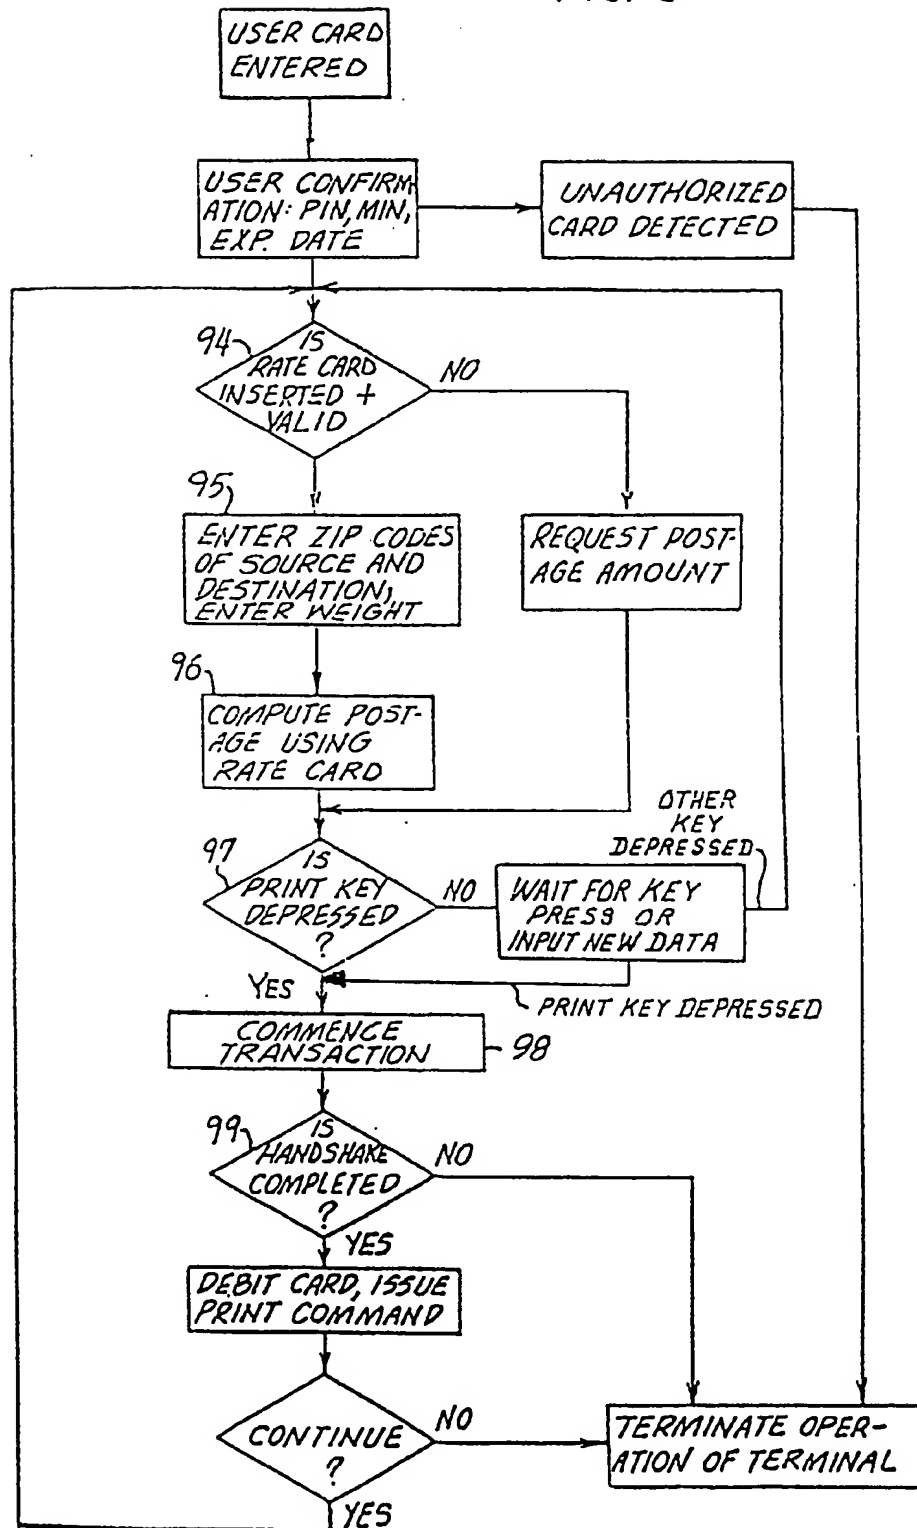 USER CARD
ENTERED
USER CONFIRM-
ATION: PIN, MIN,
EXP. DATE
UNAUTHORIZED
CARD DETECTED
94
IS
RATE CARD
INSERTED +
VALID
NO
95
ENTER ZIP CODES
OF SOURCE AND
DESTINATION,
ENTER WEIGHT
REQUEST POST-
AGE AMOUNT
96
COMPUTE POST-
AGE USING
RATE CARD
OTHER
KEY
DEPRESSED
97
IS
PRINT KEY
DEPRESSED
?
NO
WAIT FOR KEY
PRESS OR
INPUT NEW DATA
YES
PRINT KEY DEPRESSED
COMMENCE
TRANSACTION
98
99
IS
HANDSHAKE
COMPLETED
?
NO
YES
DEBIT CARD, ISSUE
PRINT COMMAND
CONTINUE
?
NO
TERMINATE OPER-
ATION OF TERMINAL
YES